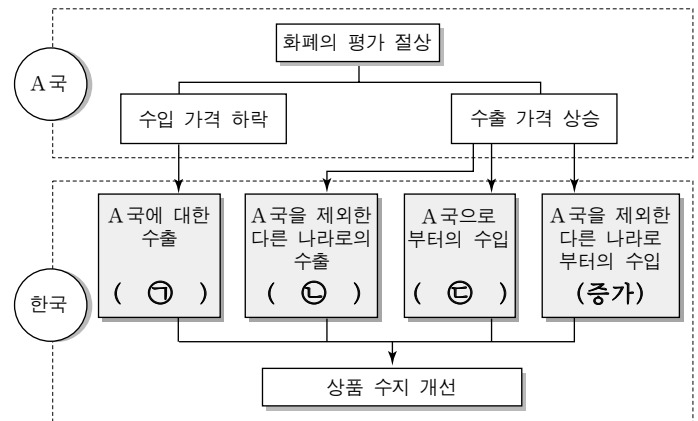 화폐의 평가 절상
A국
수입 가격 하락
수출 가격 상승
A국에 대한
수출
( ㉠ )
A국을 제외한
다른 나라로의
수출
( ㉡ )
A국으로
부터의 수입
( ㉢ )
A국을 제외한
다른 나라로
부터의 수입
(증가)
한국
상품 수지 개선